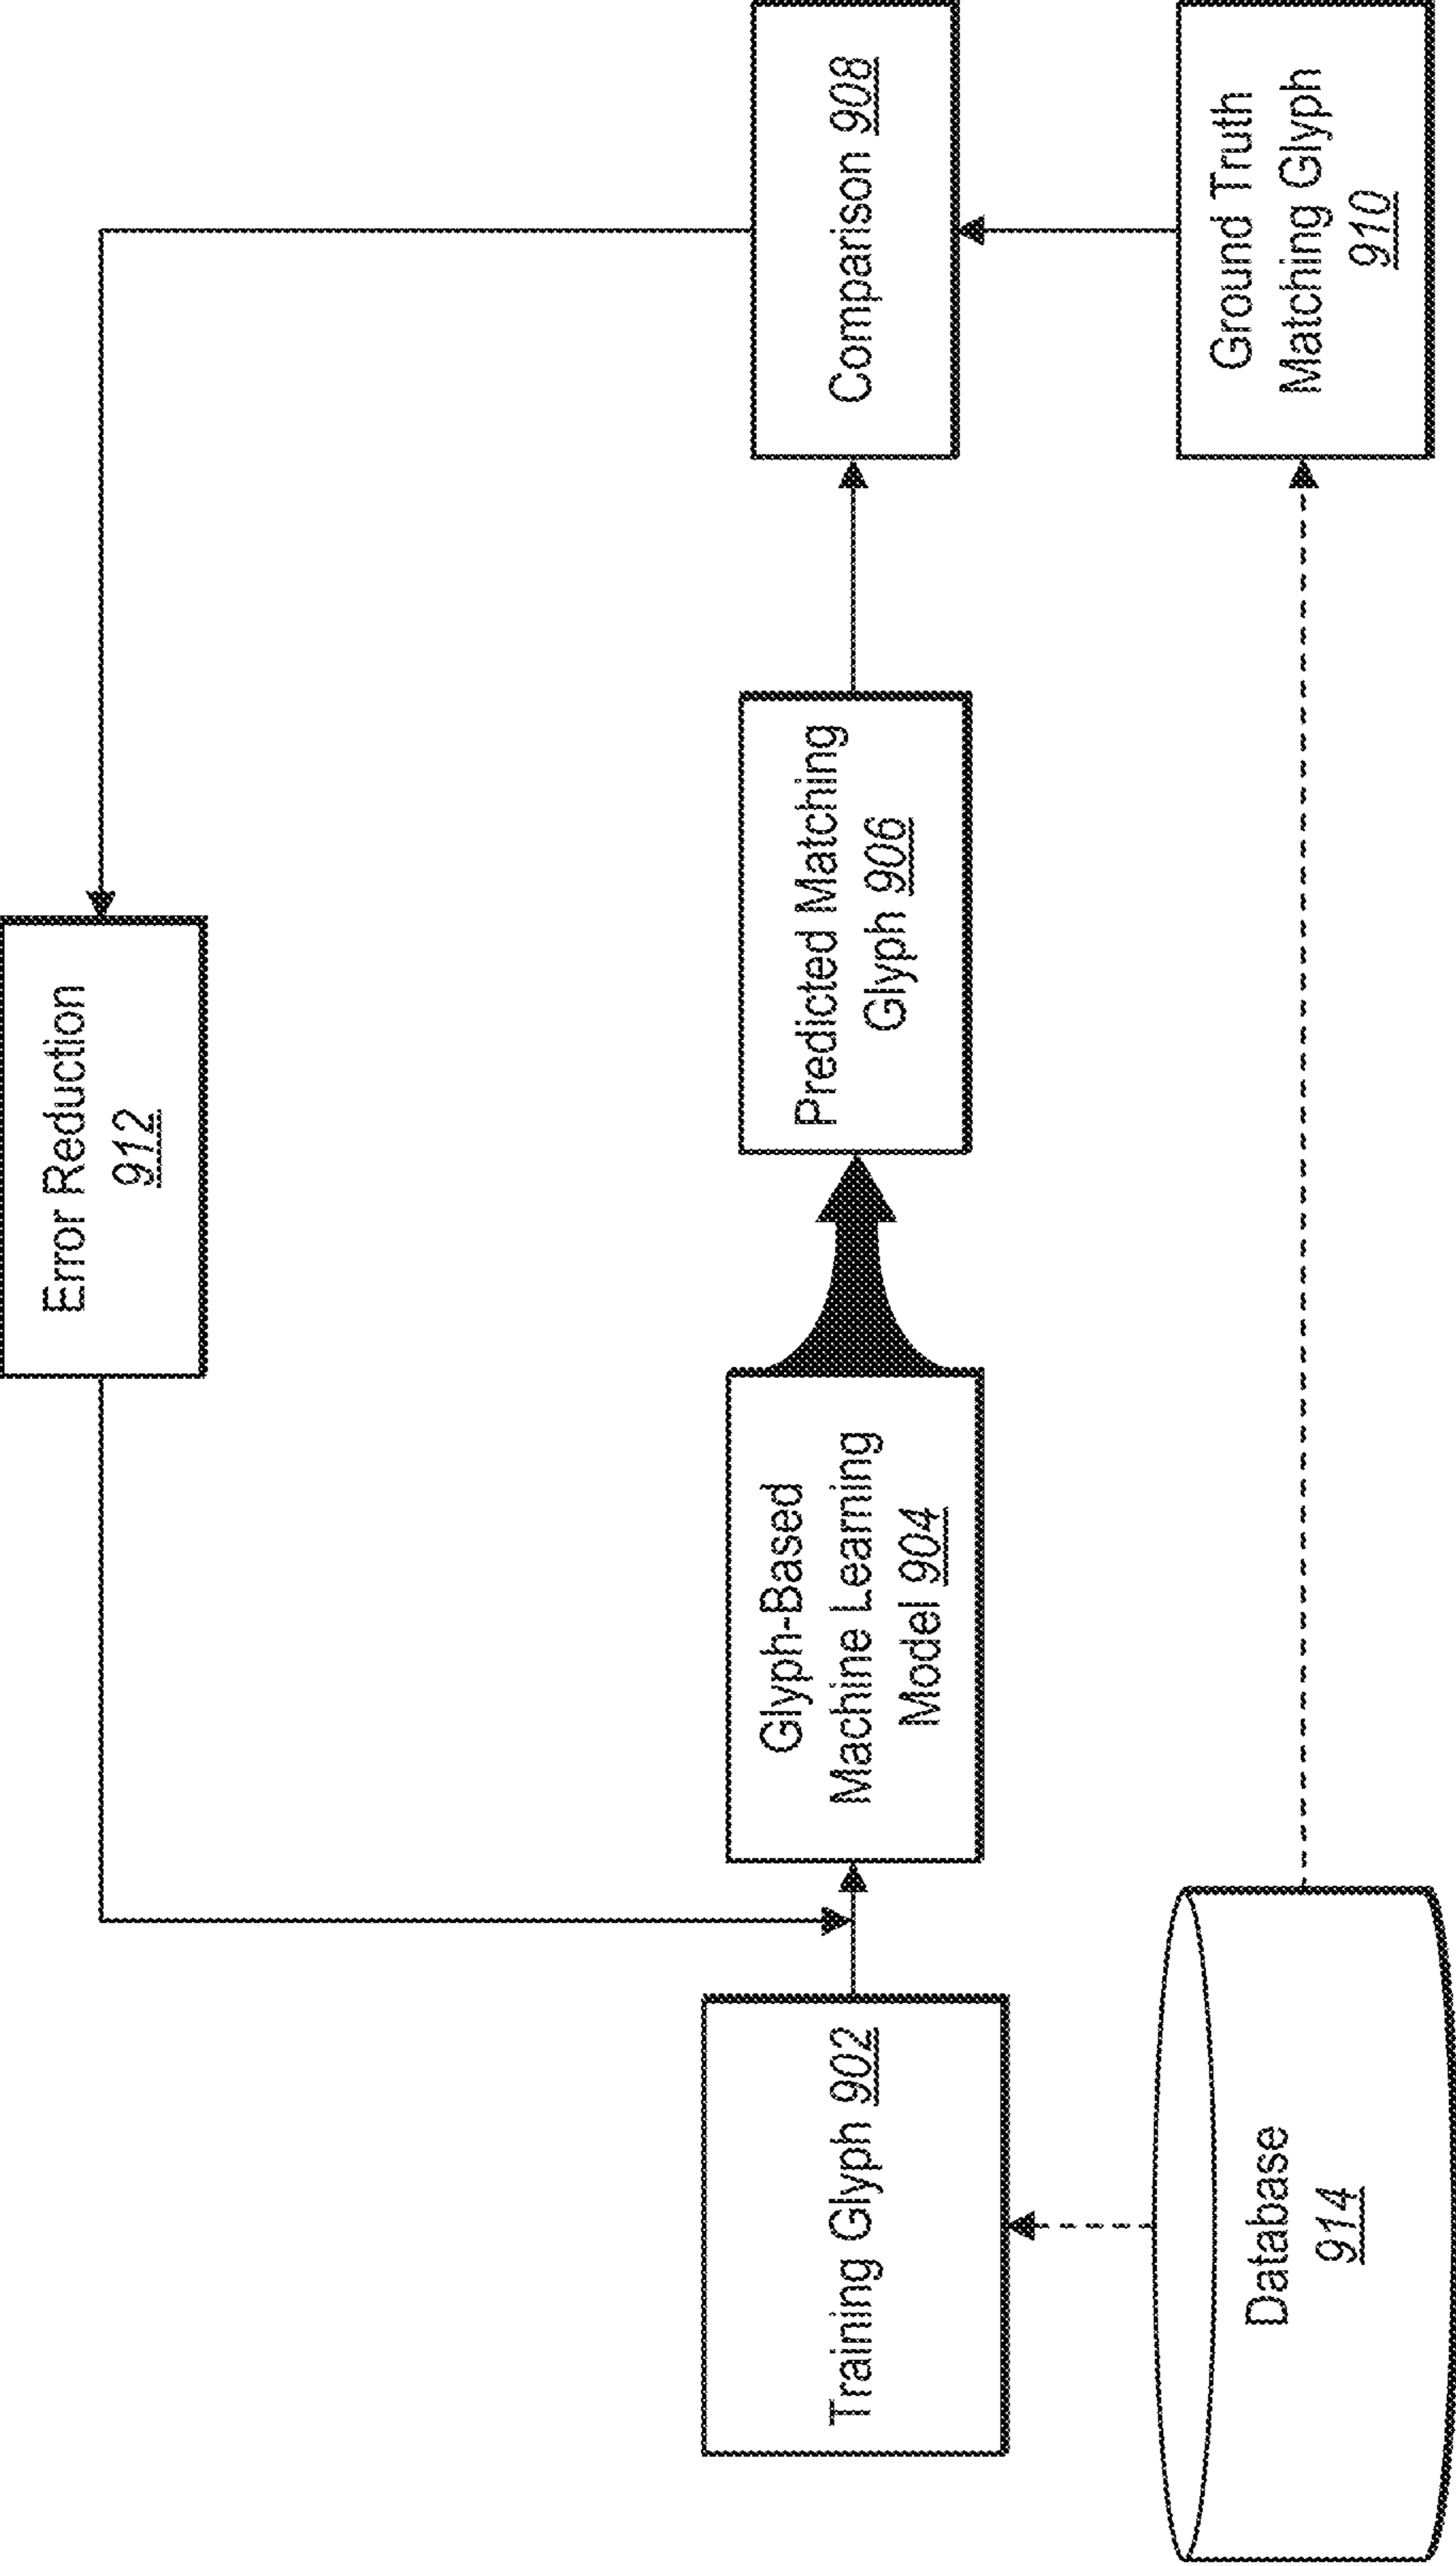 Error Reduction
912
Training Glyph 902
Glyph-Based
Machine Learning
Model 904
Predicted Matching
Glyph 906
Comparison 908
Database
914
Ground Truth
Matching Glyph
910